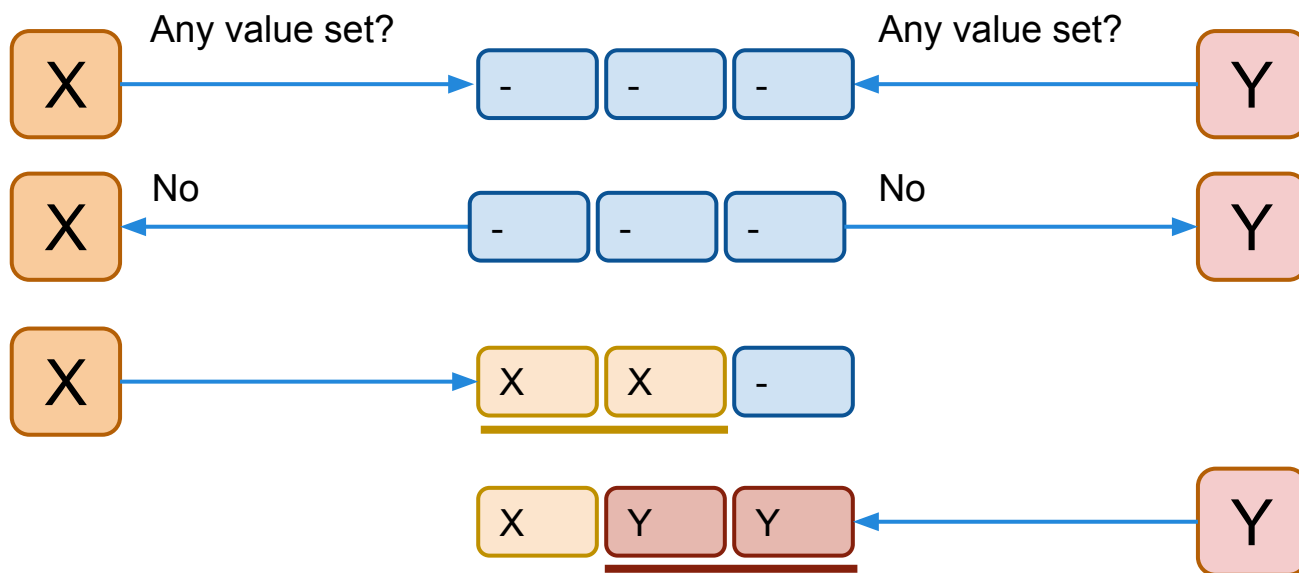 Any value set? Any value set?
X - - - Y
No No
X - - - Y
X X X -
X Y Y Y